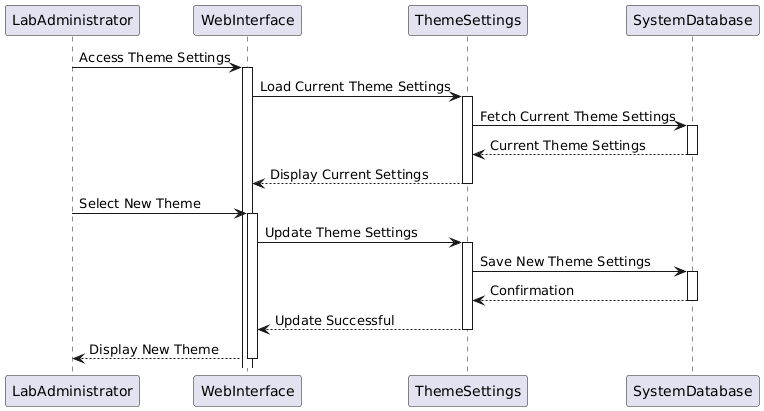 LabAdministrator WebInterface ThemeSettings SystemDatabase
Access Theme Settings
Load Current Theme Settings
Fetch Current Theme Settings
Current Theme Settings
Display Current Settings
Select New Theme
Update Theme Settings
Save New Theme Settings
Confirmation
Update Successful
Display New Theme
LabAdministrator WebInterface ThemeSettings SystemDatabase